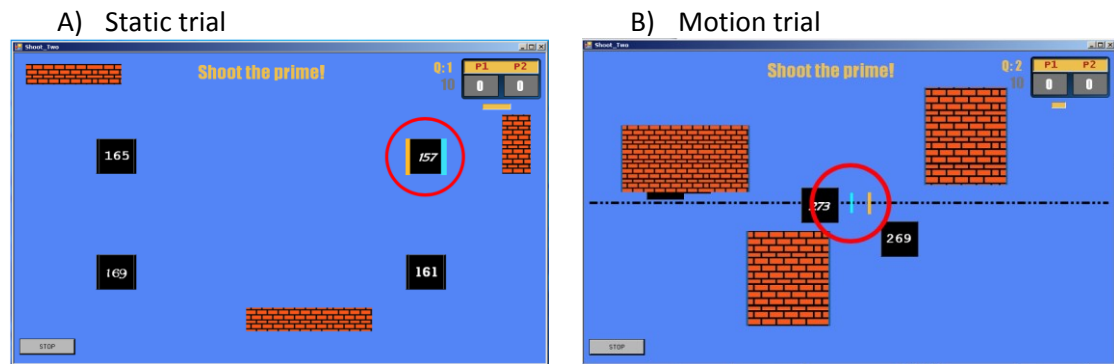 A) Static trial
Shoot_Two
Shoot the prime!
Q: 1
10
P1 P2
0 0
165
157
169
161
STOP
B) Motion trial
Shoot_Two
Shoot the prime!
Q: 2
10
P1 P2
0 0
273
269
STOP